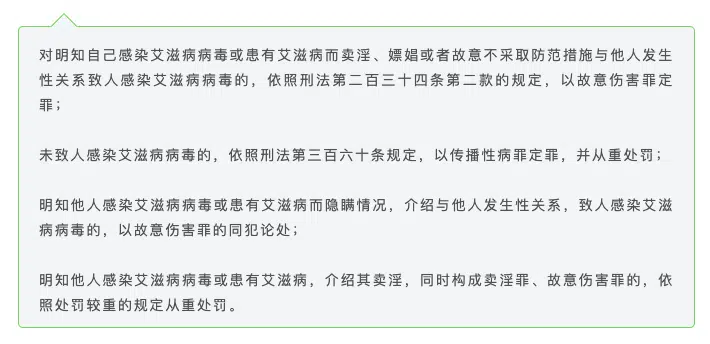 对明知自己感染艾滋病病毒或患有艾滋病而卖淫、嫖娼或者故意不采取防范措施与他人发生
性关系致人感染艾滋病病毒的，依照刑法第二百三十四条第二款的规定，以故意伤害罪定
罪；
未致人感染艾滋病病毒的，依照刑法第三百六十条规定，以传播性病罪定罪，并从重处罚；
明知他人感染艾滋病病毒或患有艾滋病而隐瞒情况，介绍与他人发生性关系，致人感染艾滋
病病毒的，以故意伤害罪的同犯论处；
明知他人感染艾滋病病毒或患有艾滋病，介绍其卖淫，同时构成卖淫罪、故意伤害罪的，依
照处罚较重的规定从重处罚。